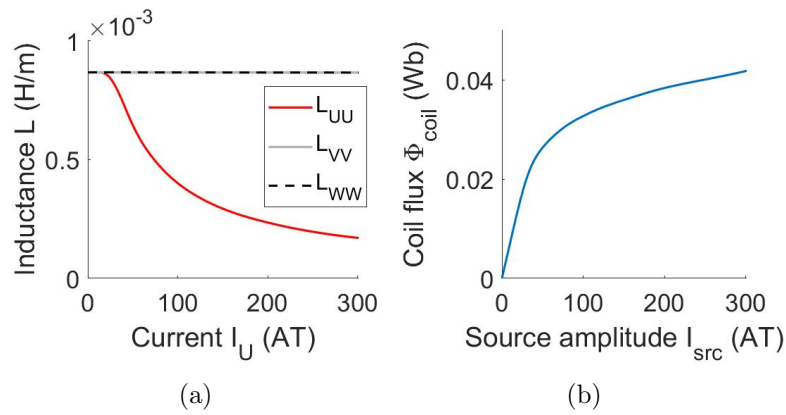 ×10⁻³
1
0.5
0
Inductance L (H/m)
L_UU
L_VV
L_WW
0 100 200 300
Current I_U (AT)
(a)
0.04
0.02
0
Coil flux Φ_coil (Wb)
0 100 200 300
Source amplitude I_src (AT)
(b)